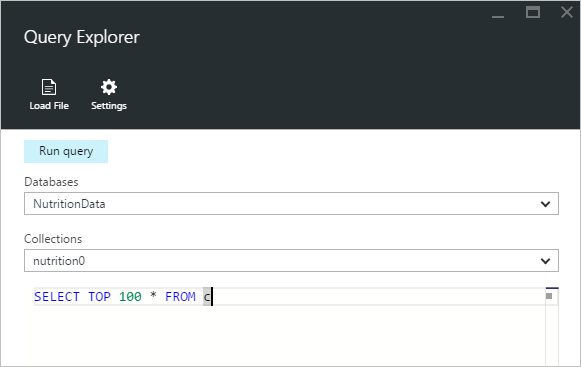 Query Explorer
Load File Settings
Run query
Databases
NutritionData
Collections
nutrition0
SELECT TOP 100 * FROM c